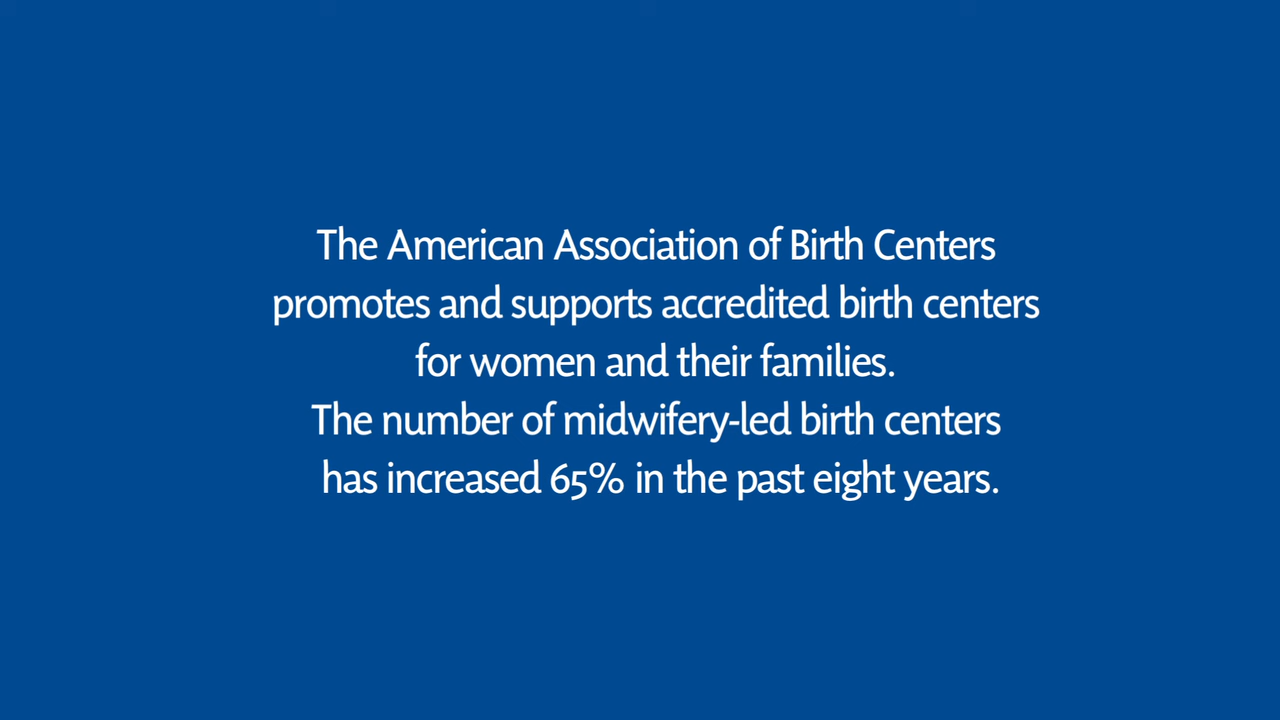 The American Association of Birth Centers
promotes and supports accredited birth centers
for women and their families.
The number of midwifery-led birth centers
has increased 65% in the past eight years.